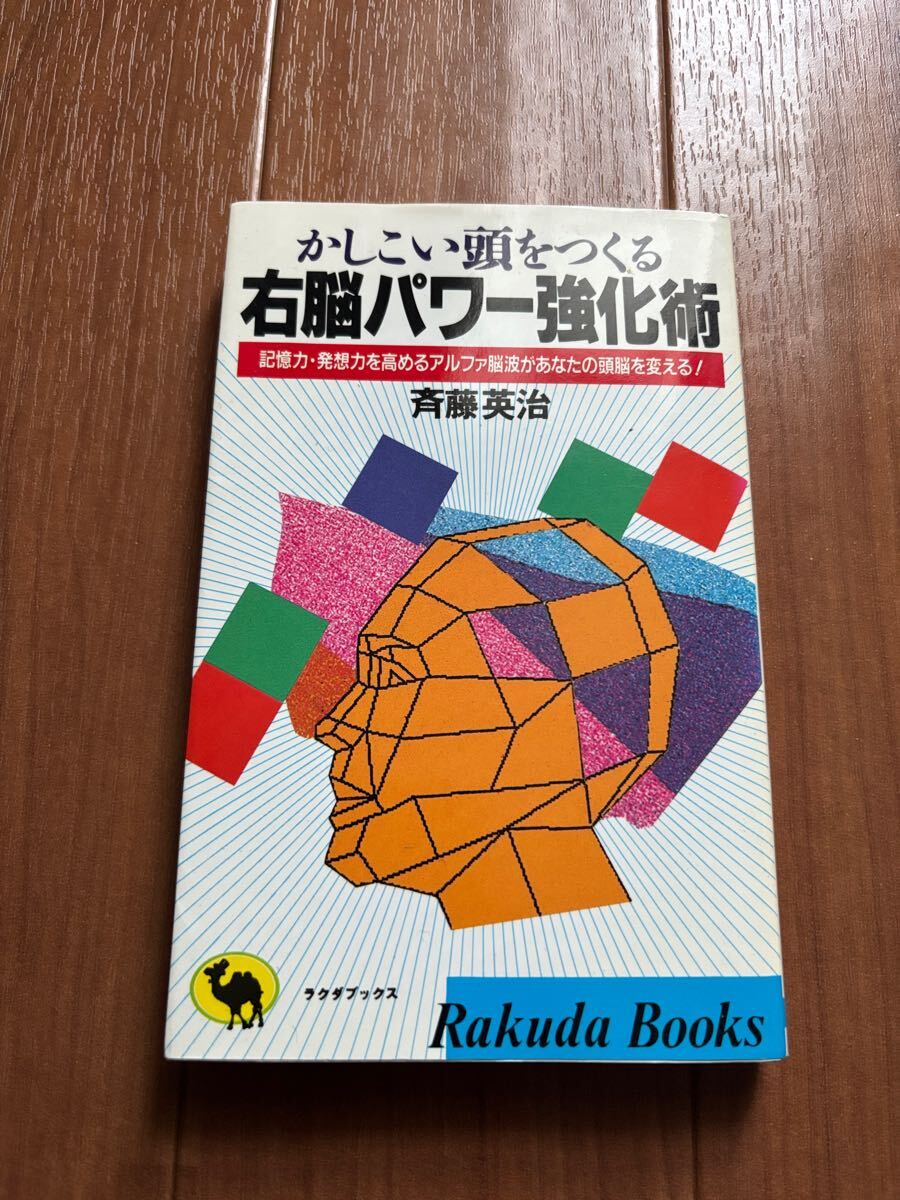 かしこい頭をつくる
右脳パワー強化術
記憶力・発想力を高めるアルファ脳波があなたの頭脳を変える!
斉藤英治
ラクダブックス
Rakuda Books